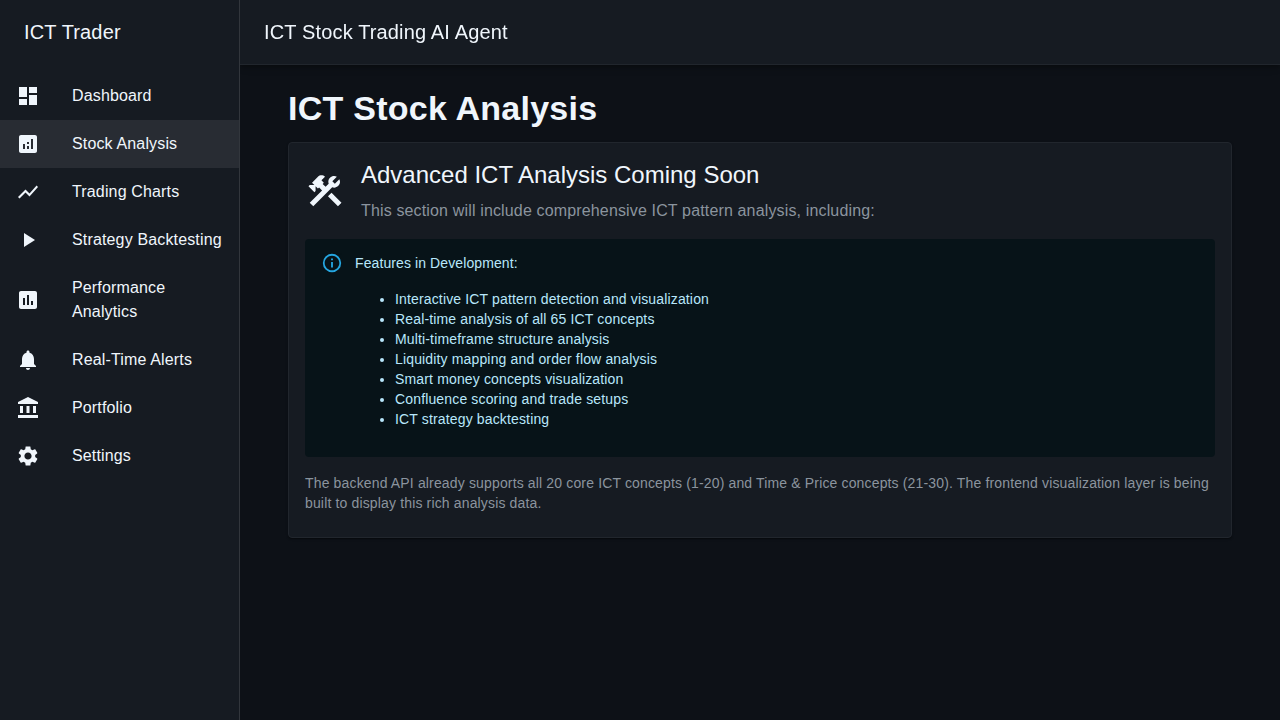 ICT Trader
ICT Stock Trading AI Agent
Dashboard
Stock Analysis
Trading Charts
Strategy Backtesting
Performance
Analytics
Real-Time Alerts
Portfolio
Settings
ICT Stock Analysis
Advanced ICT Analysis Coming Soon
This section will include comprehensive ICT pattern analysis, including:
Features in Development:
• Interactive ICT pattern detection and visualization
• Real-time analysis of all 65 ICT concepts
• Multi-timeframe structure analysis
• Liquidity mapping and order flow analysis
• Smart money concepts visualization
• Confluence scoring and trade setups
• ICT strategy backtesting
The backend API already supports all 20 core ICT concepts (1-20) and Time & Price concepts (21-30). The frontend visualization layer is being
built to display this rich analysis data.